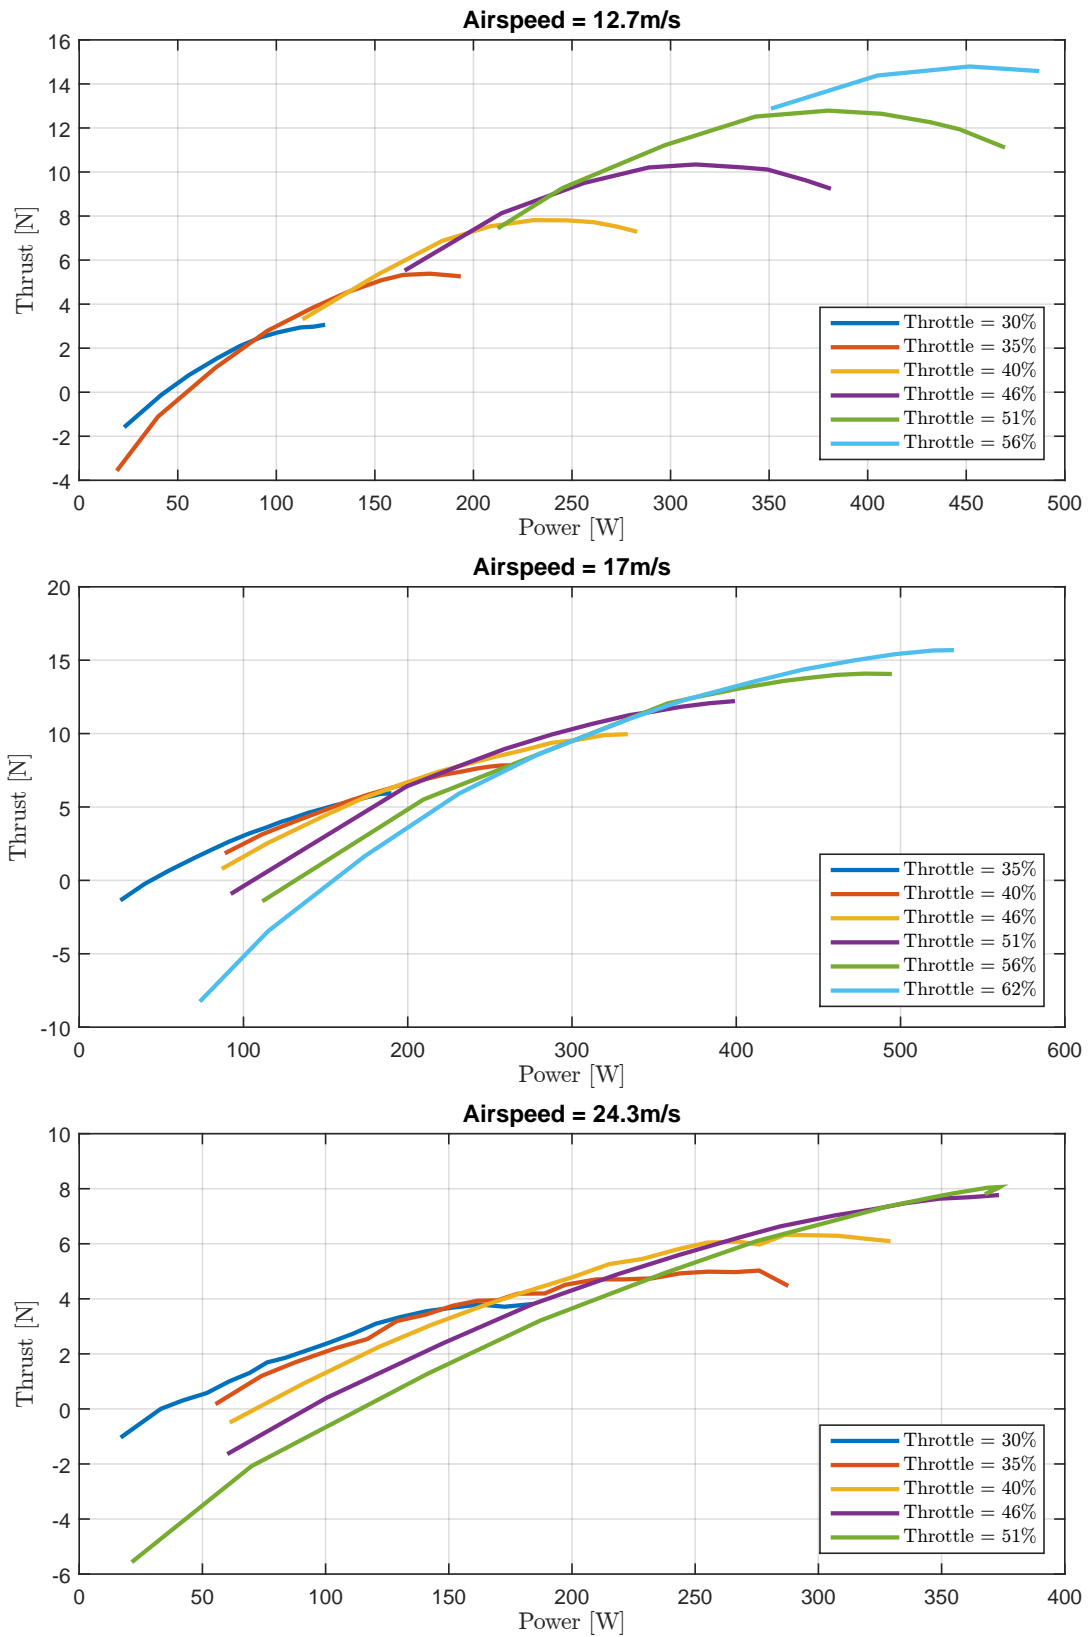 Airspeed = 12.7m/s
16
14
12
10
8
6
4
2
0
-2
-4
Thrust [N]
Throttle = 30%
Throttle = 35%
Throttle = 40%
Throttle = 46%
Throttle = 51%
Throttle = 56%
0 50 100 150 200 250 300 350 400 450 500
Power [W]
Airspeed = 17m/s
20
15
10
5
0
-5
-10
Thrust [N]
Throttle = 35%
Throttle = 40%
Throttle = 46%
Throttle = 51%
Throttle = 56%
Throttle = 62%
0 100 200 300 400 500 600
Power [W]
Airspeed = 24.3m/s
10
8
6
4
2
0
-2
-4
-6
Thrust [N]
Throttle = 30%
Throttle = 35%
Throttle = 40%
Throttle = 46%
Throttle = 51%
0 50 100 150 200 250 300 350 400
Power [W]